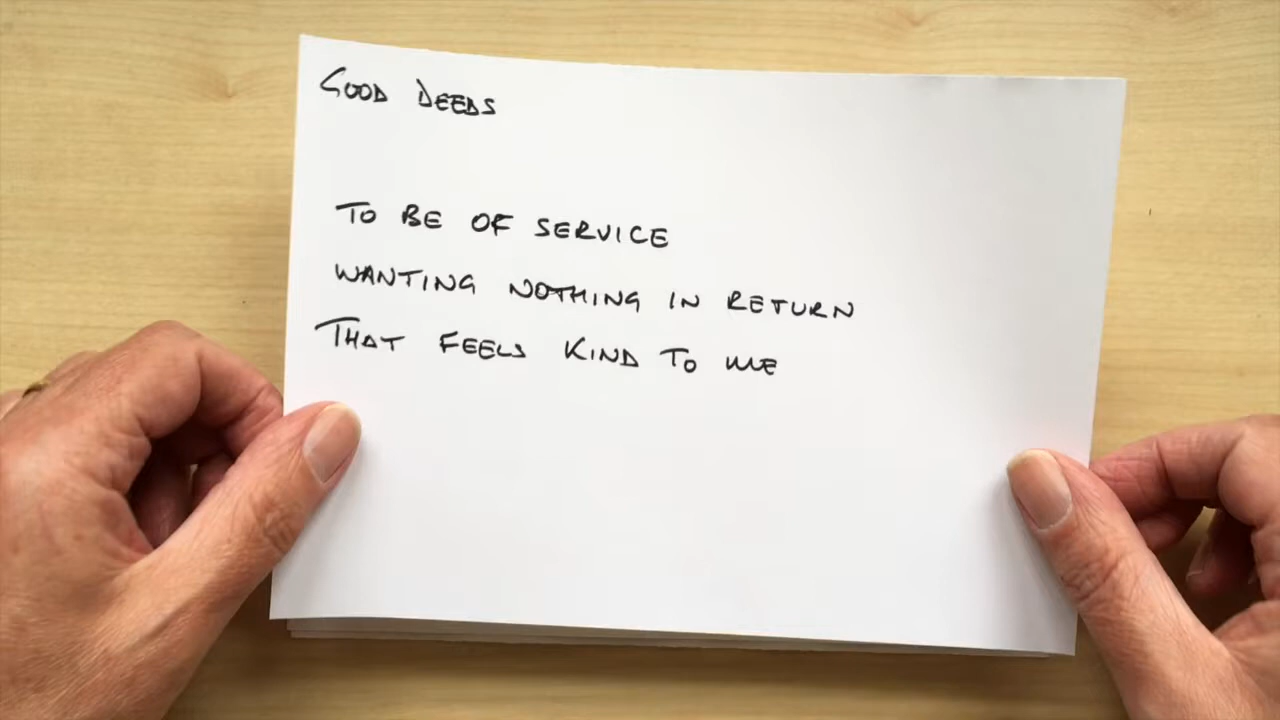 GOOD DEEDS
TO BE OF SERVICE
WANTING NOTHING IN RETURN
THAT FEELS KIND TO ME